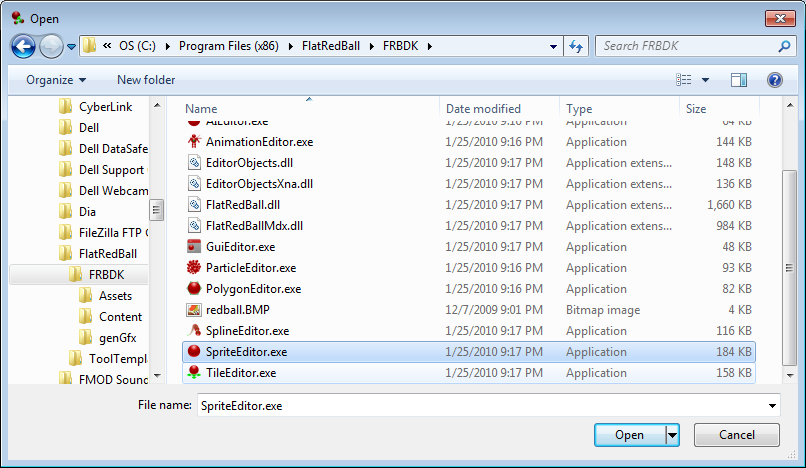 Open
« OS (C:) Program Files (x86) FlatRedBall FRBDK Search FRBDK
Organize New folder
CyberLink
Dell
Dell DataSafe
Dell Support
Dell Webcam
Dia
FileZilla FTP C
FlatRedBall
FRBDK
Assets
Content
genGfx
ToolTempl
FMOD Soun
Name Date modified Type Size
AIEditor.exe 1/25/2010 9:18 PM Application 64 KB
AnimationEditor.exe 1/25/2010 9:16 PM Application 144 KB
EditorObjects.dll 1/25/2010 9:17 PM Application extens... 148 KB
EditorObjectsXna.dll 1/25/2010 9:17 PM Application extens... 136 KB
FlatRedBall.dll 1/25/2010 9:17 PM Application extens... 1,660 KB
FlatRedBallMdx.dll 1/25/2010 9:17 PM Application extens... 984 KB
GuiEditor.exe 1/25/2010 9:17 PM Application 48 KB
ParticleEditor.exe 1/25/2010 9:16 PM Application 93 KB
PolygonEditor.exe 1/25/2010 9:16 PM Application 82 KB
redball.BMP 12/7/2009 9:01 PM Bitmap image 4 KB
SplineEditor.exe 1/25/2010 9:17 PM Application 116 KB
SpriteEditor.exe 1/25/2010 9:17 PM Application 184 KB
TileEditor.exe 1/25/2010 9:17 PM Application 158 KB
File name: SpriteEditor.exe
Open Cancel